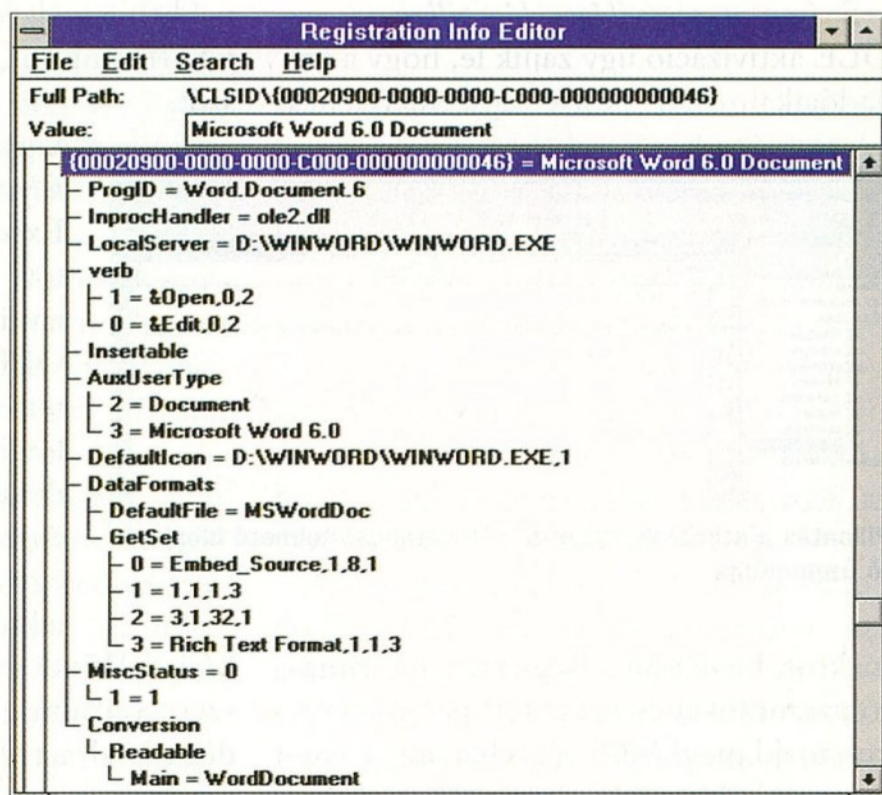 Registration Info Editor
File Edit Search Help
Full Path: \CLSID\{00020900-0000-0000-C000-000000000046}
Value: Microsoft Word 6.0 Document
{00020900-0000-0000-C000-000000000046} = Microsoft Word 6.0 Document
ProgID = Word.Document.6
InprocHandler = ole2.dll
LocalServer = D:\WINWORD\WINWORD.EXE
verb
1 = &Open,0,2
0 = &Edit,0,2
Insertable
AuxUserType
2 = Document
3 = Microsoft Word 6.0
DefaultIcon = D:\WINWORD\WINWORD.EXE,1
DataFormats
DefaultFile = MSWordDoc
GetSet
0 = Embed_Source,1,8,1
1 = 1,1,1,3
2 = 3,1,32,1
3 = Rich Text Format,1,1,3
MiscStatus = 0
1 = 1
Conversion
Readable
Main = WordDocument